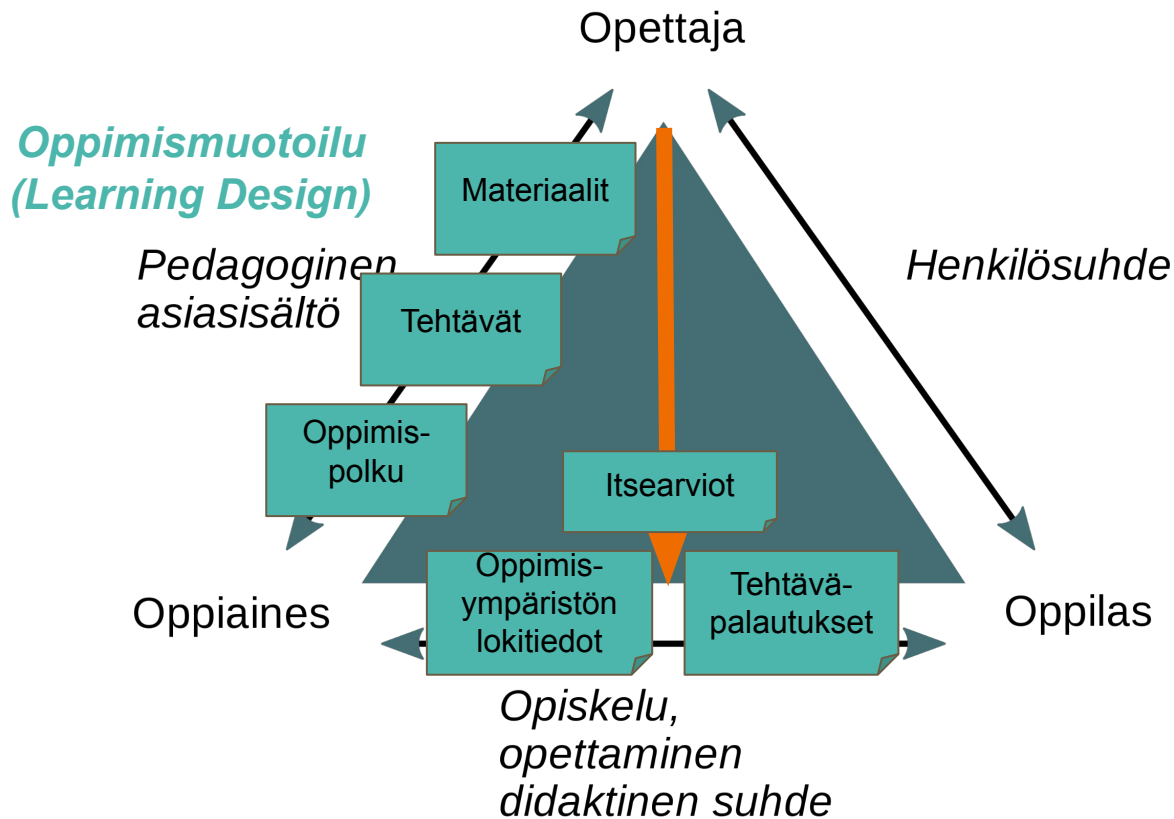 Opettaja
Oppimismuotoilu
(Learning Design)
Materiaalit
Pedagoginen
asiasisältö
Henkilösuhde
Tehtävät
Oppimis-
polku
Itsearviot
Oppiaines
Oppimis-
ympäristön
lokitiedot
Tehtävä-
palautukset
Oppilas
Opiskelu,
opettaminen
didaktinen suhde